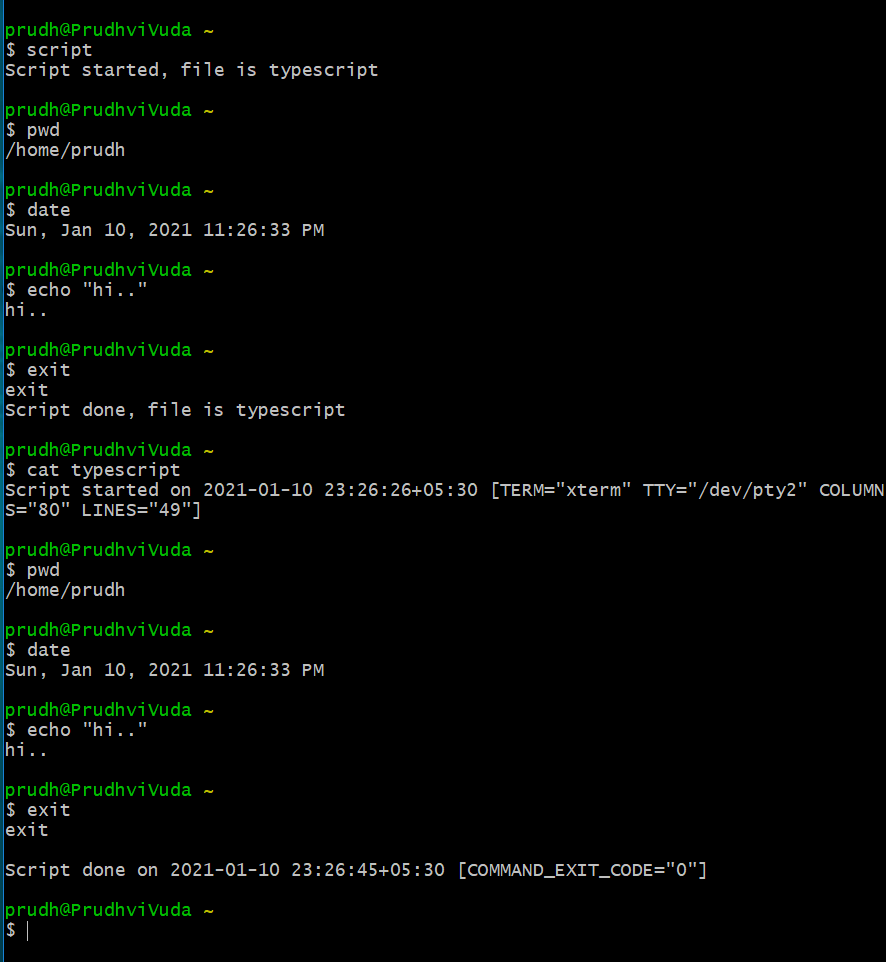 prudh@PrudhviVuda ~
$ script
Script started, file is typescript
prudh@PrudhviVuda ~
$ pwd
/home/prudh
prudh@PrudhviVuda ~
$ date
Sun, Jan 10, 2021 11:26:33 PM
prudh@PrudhviVuda ~
$ echo "hi.."
hi..
prudh@PrudhviVuda ~
$ exit
exit
Script done, file is typescript
prudh@PrudhviVuda ~
$ cat typescript
Script started on 2021-01-10 23:26:26+05:30 [TERM="xterm" TTY="/dev/pty2" COLUMN
S="80" LINES="49"]
prudh@PrudhviVuda ~
$ pwd
/home/prudh
prudh@PrudhviVuda ~
$ date
Sun, Jan 10, 2021 11:26:33 PM
prudh@PrudhviVuda ~
$ echo "hi.."
hi..
prudh@PrudhviVuda ~
$ exit
exit
Script done on 2021-01-10 23:26:45+05:30 [COMMAND_EXIT_CODE="0"]
prudh@PrudhviVuda ~
$